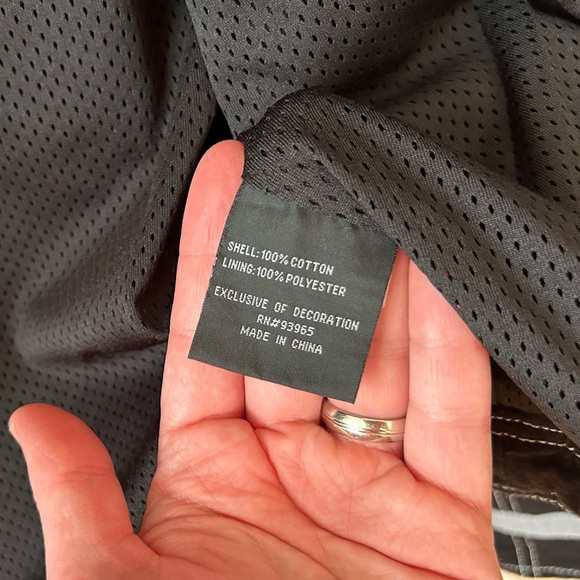 SHELL:100% COTTON
LINING:100% POLYESTER
EXCLUSIVE OF DECORATION
RN#93965
MADE IN CHINA